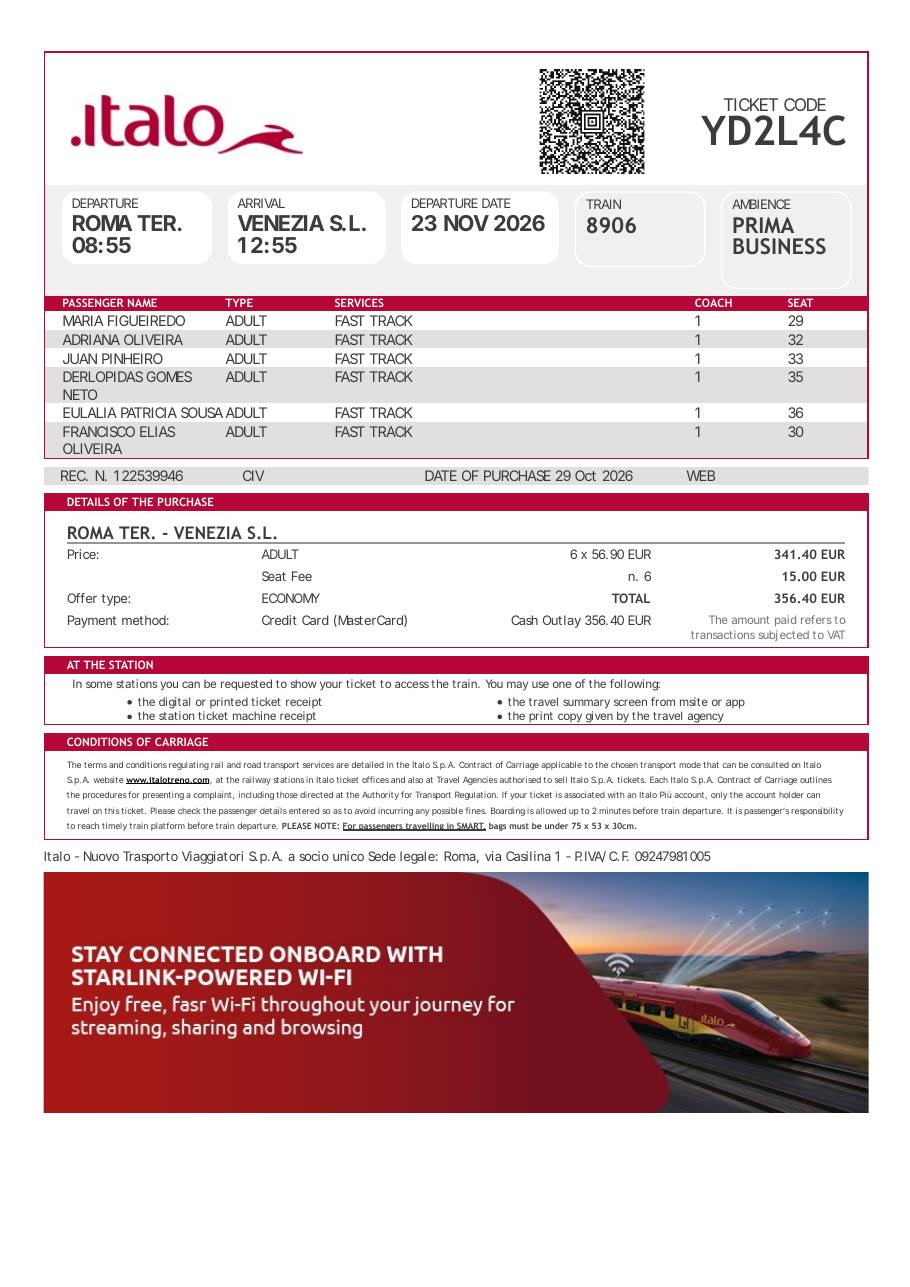 .italo
TICKET CODE
YD2L4C
DEPARTURE
ROMA TER.
08:55
ARRIVAL
VENEZIA S.L.
12:55
DEPARTURE DATE
23 NOV 2026
TRAIN
8906
AMBIENCE
PRIMA
BUSINESS
PASSENGER NAME TYPE SERVICES COACH SEAT
MARIA FIGUEIREDO ADULT FAST TRACK 1 29
ADRIANA OLIVEIRA ADULT FAST TRACK 1 32
JUAN PINHEIRO ADULT FAST TRACK 1 33
DERLOPIDAS GOMES ADULT FAST TRACK 1 35
NETO
EULALIA PATRICIA SOUSA ADULT FAST TRACK 1 36
FRANCISCO ELIAS ADULT FAST TRACK 1 30
OLIVEIRA
REC. N. 122539946 CIV DATE OF PURCHASE 29 Oct 2026 WEB
DETAILS OF THE PURCHASE
ROMA TER. - VENEZIA S.L.
Price: ADULT 6 x 56.90 EUR 341.40 EUR
Seat Fee n. 6 15.00 EUR
Offer type: ECONOMY TOTAL 356.40 EUR
Payment method: Credit Card (MasterCard) Cash Outlay 356.40 EUR The amount paid refers to
transactions subjected to VAT
AT THE STATION
In some stations you can be requested to show your ticket to access the train. You may use one of the following:
• the digital or printed ticket receipt • the travel summary screen from msite or app
• the station ticket machine receipt • the print copy given by the travel agency
CONDITIONS OF CARRIAGE
The terms and conditions regulating rail and road transport services are detailed in the Italo S.p.A. Contract of Carriage applicable to the chosen transport mode that can be consulted on Italo
S.p.A. website www.italotreno.com, at the railway stations in Italo ticket offices and also at Travel Agencies authorised to sell Italo S.p.A. tickets. Each Italo S.p.A. Contract of Carriage outlines
the procedures for presenting a complaint, including those directed at the Authority for Transport Regulation. If your ticket is associated with an Italo Più account, only the account holder can
travel on this ticket. Please check the passenger details entered so as to avoid incurring any possible fines. Boarding is allowed up to 2 minutes before train departure. It is passenger's responsibility
to reach timely train platform before train departure. PLEASE NOTE: For passengers travelling in SMART, bags must be under 75 x 53 x 30cm.
Italo - Nuovo Trasporto Viaggiatori S.p.A. a socio unico Sede legale: Roma, via Casilina 1 - P.IVA/C.F. 09247981005
STAY CONNECTED ONBOARD WITH
STARLINK-POWERED WI-FI
Enjoy free, fasr Wi-Fi throughout your journey for
streaming, sharing and browsing
italo